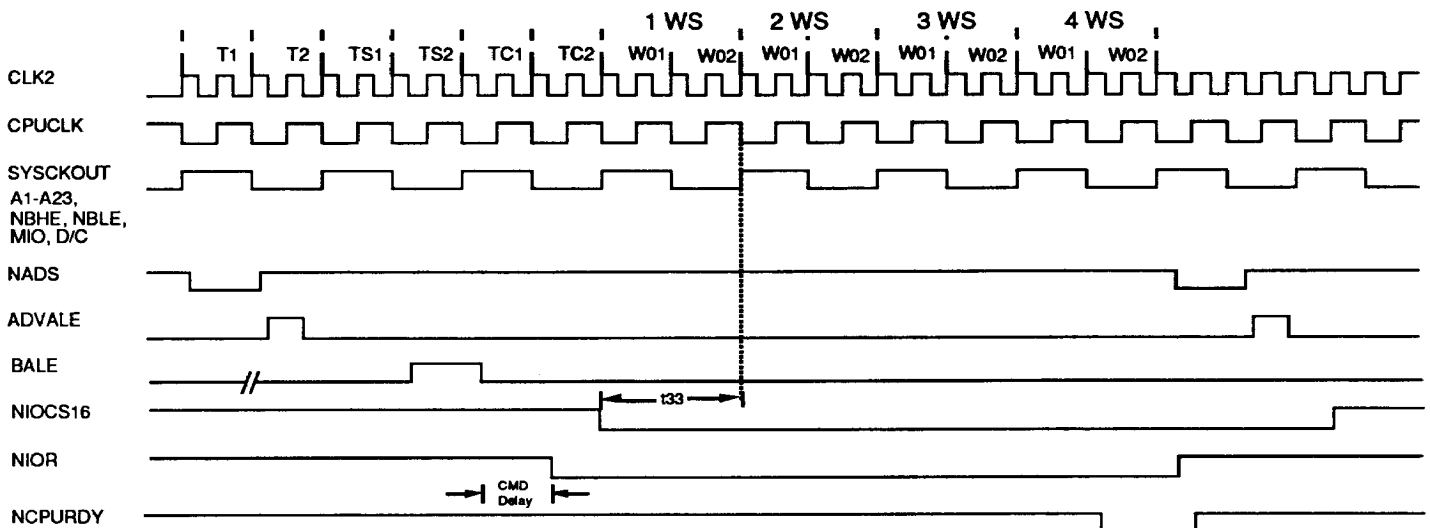 1 WS 2 WS 3 WS 4 WS
T1 T2 TS1 TS2 TC1 TC2 W01 W02 W01 W02 W01 W02 W01 W02
CLK2
CPUCLK
SYSCKOUT
A1-A23,
NBHE, NBLE,
MIO, D/C
NADS
ADVALE
BALE
t33
NIOCS16
NIOR
CMD
Delay
NCPURDY